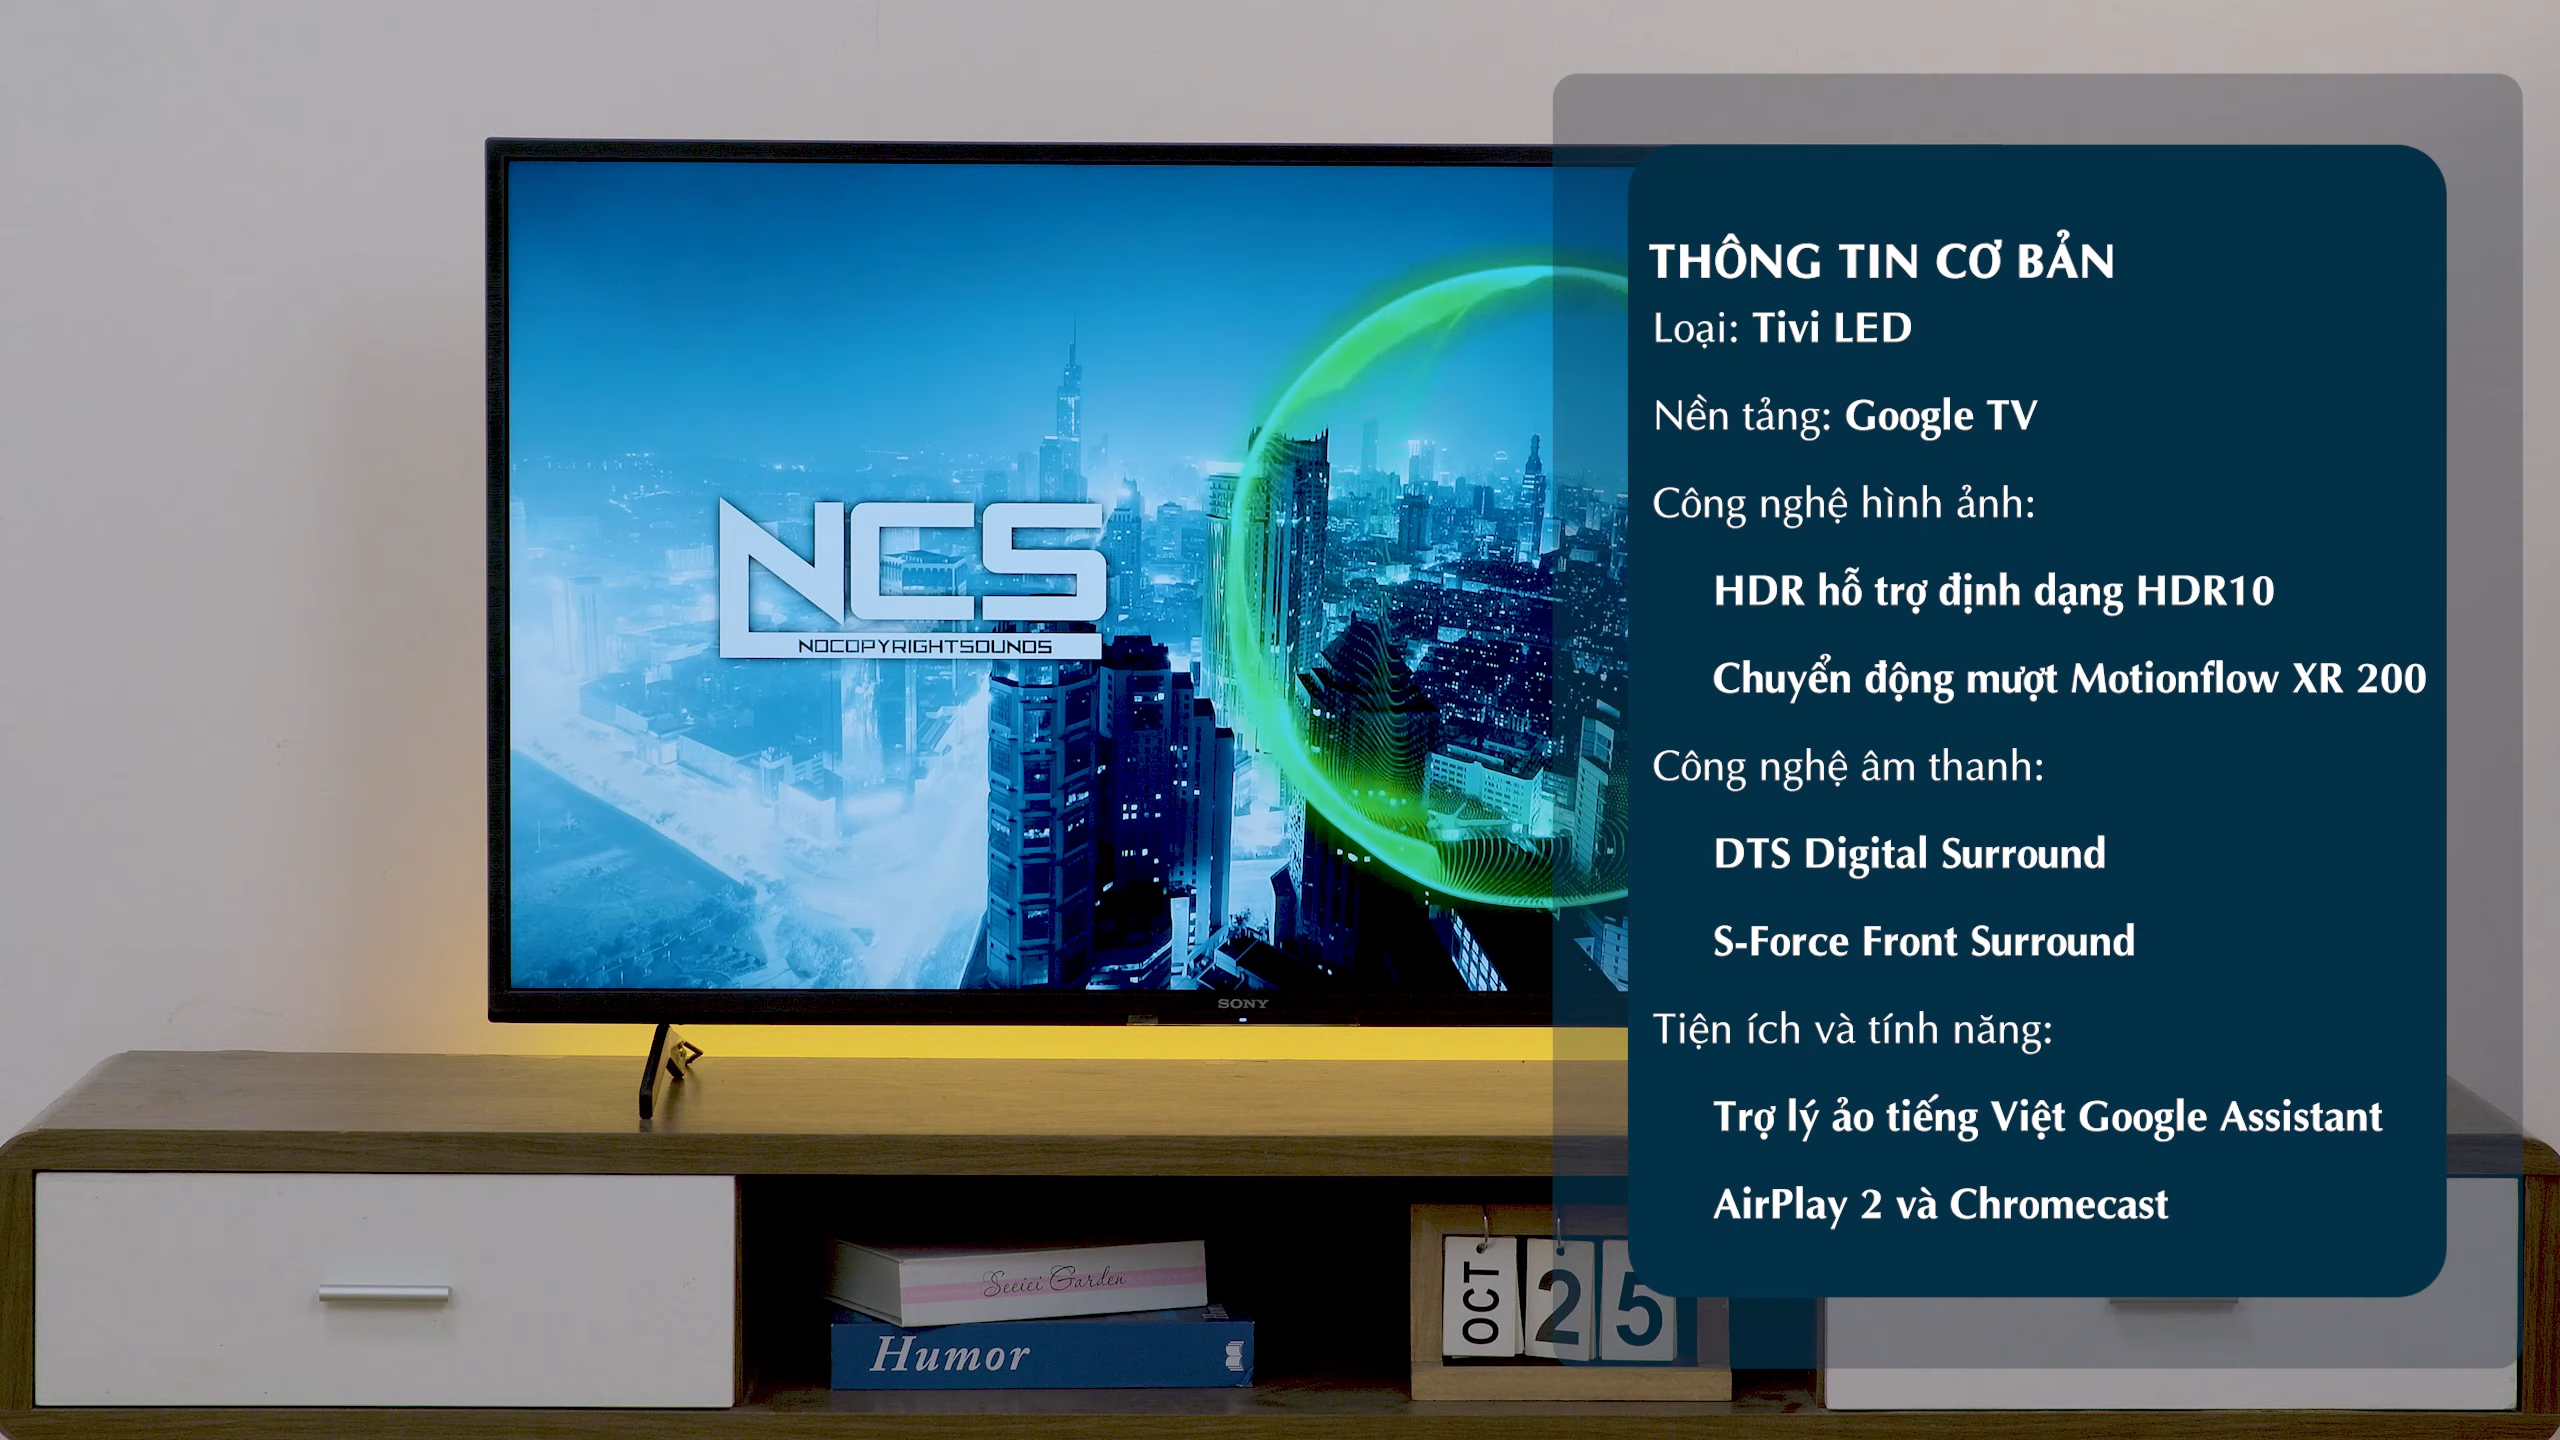 THÔNG TIN CƠ BẢN
Loại: Tivi LED
Nền tảng: Google TV
Công nghệ hình ảnh:
HDR hỗ trợ định dạng HDR10
Chuyển động mượt Motionflow XR 200
Công nghệ âm thanh:
DTS Digital Surround
S-Force Front Surround
Tiện ích và tính năng:
Trợ lý ảo tiếng Việt Google Assistant
AirPlay 2 và Chromecast
NCS
NOCOPYRIGHTSOUNDS
SONY
Seeiei Garden
Humor
OCT 25